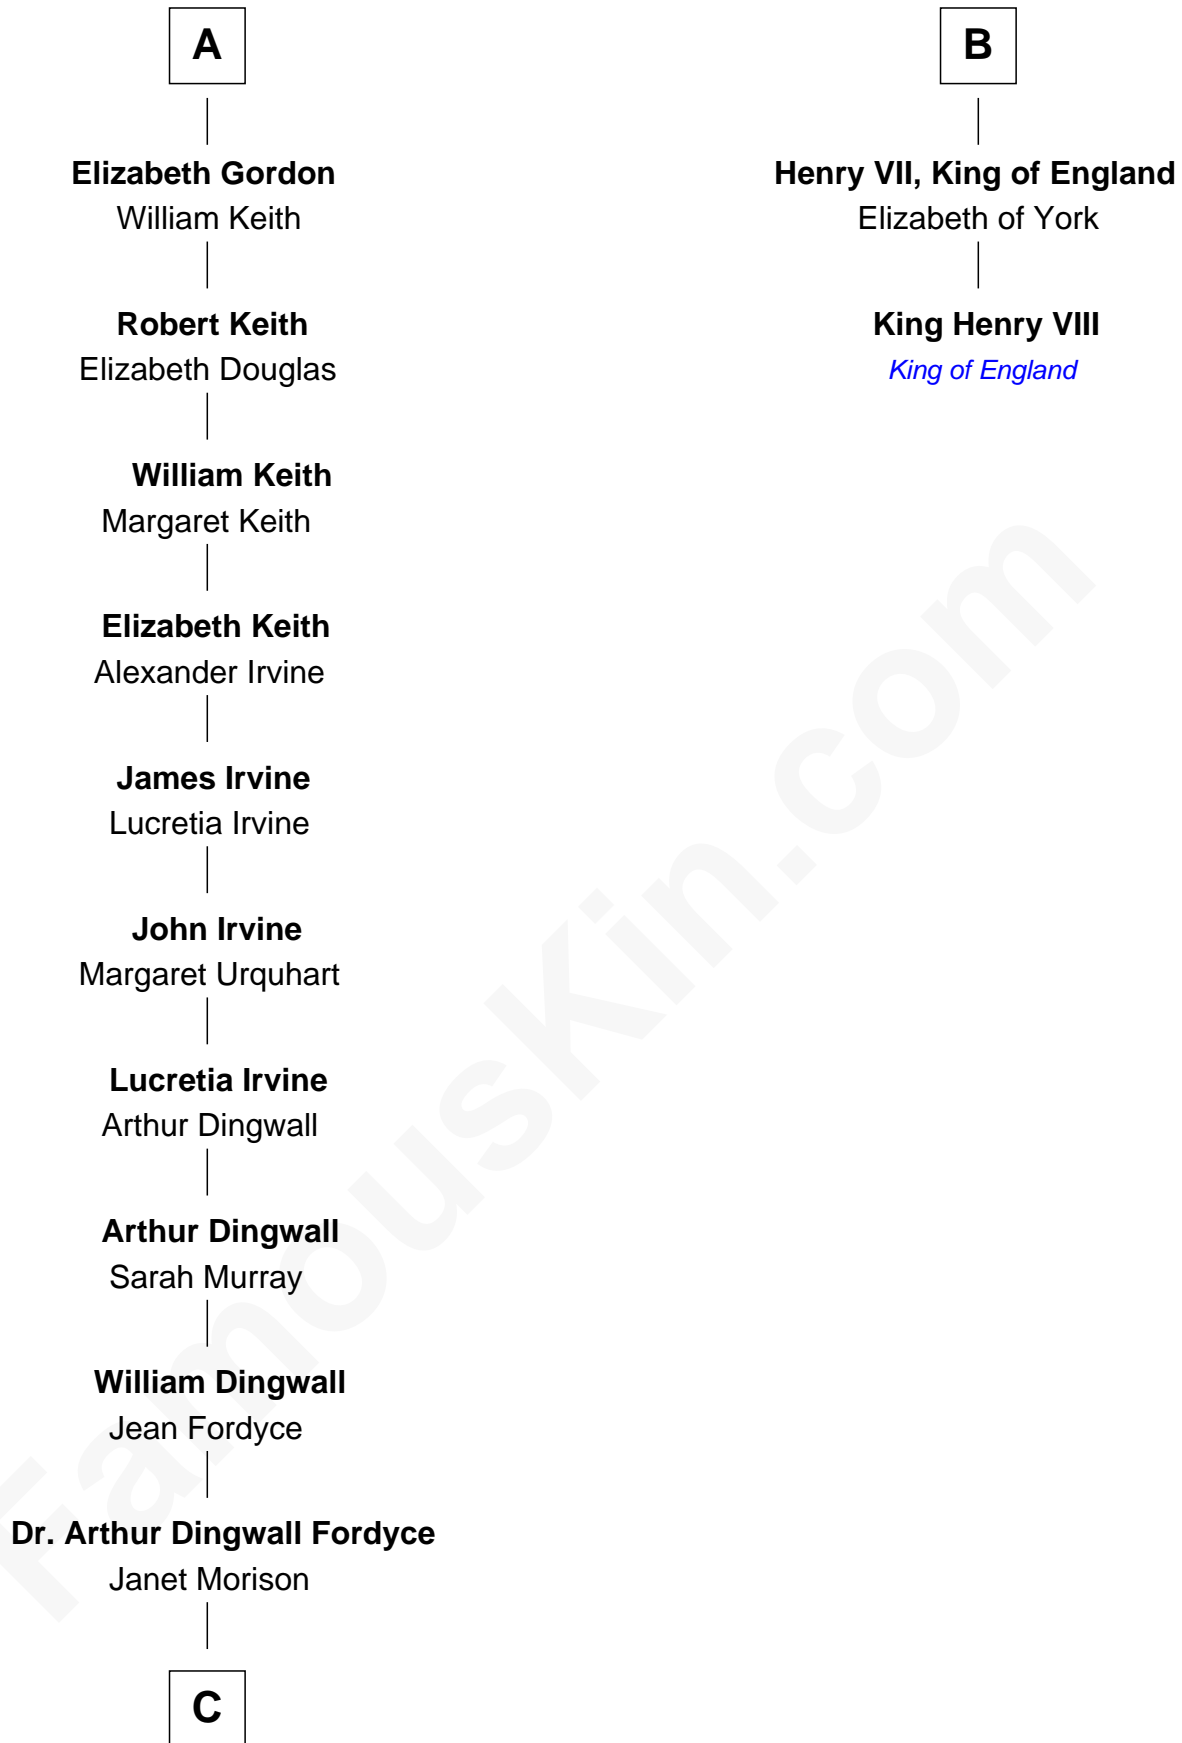 A
Elizabeth Gordon
William Keith
Robert Keith
Elizabeth Douglas
William Keith
Margaret Keith
Elizabeth Keith
Alexander Irvine
James Irvine
Lucretia Irvine
John Irvine
Margaret Urquhart
Lucretia Irvine
Arthur Dingwall
Arthur Dingwall
Sarah Murray
William Dingwall
Jean Fordyce
Dr. Arthur Dingwall Fordyce
Janet Morison
C
B
Henry VII, King of England
Elizabeth of York
King Henry VIII
King of England
FamousKin.com